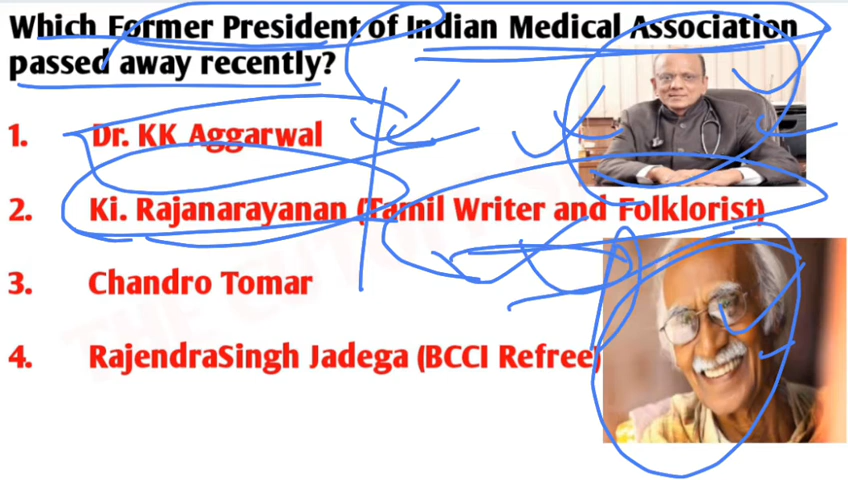 Which Former President of Indian Medical Association
passed away recently?
1. Dr. KK Aggarwal
2. Ki. Rajanarayanan (Tamil Writer and Folklorist)
3. Chandro Tomar
4. RajendraSingh Jadega (BCCI Refree)